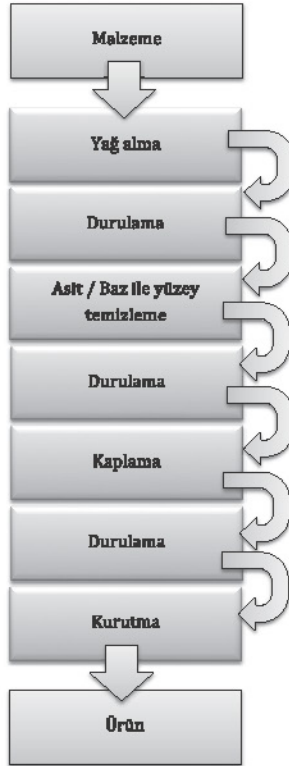 Malzeme
Yağ alma
Durulama
Asit / Baz ile yüzey
temizleme
Durulama
Kaplama
Durulama
Kurutma
Ürün